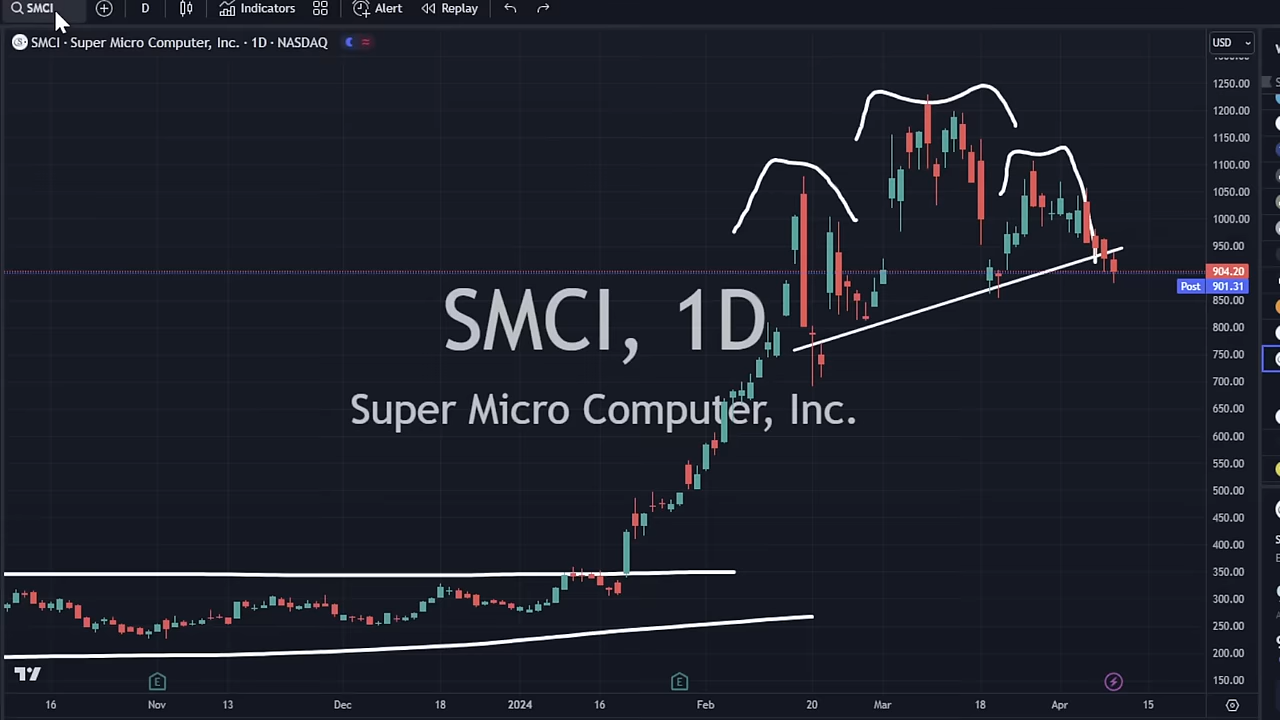 SMCI
D
Indicators
Alert
Replay
SMCI · Super Micro Computer, Inc. · 1D · NASDAQ
USD
1250.00
1200.00
1150.00
1100.00
1050.00
1000.00
950.00
904.20
Post 901.31
850.00
800.00
750.00
700.00
650.00
600.00
550.00
500.00
450.00
400.00
350.00
300.00
250.00
200.00
150.00
SMCI, 1D
Super Micro Computer, Inc.
E
E
16 Nov 13 Dec 18 2024 16 Feb 20 Mar 18 Apr 15